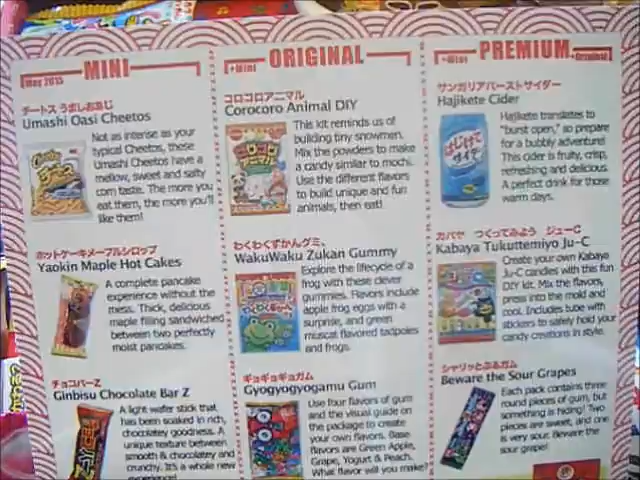 May 2015
MINI
チートス うましおあじ
Umashi Oasi Cheetos
Not as intense as your
typical Cheetos, these
Umashi Cheetos have a
mellow, sweet and salty
corn taste. The more you
eat them, the more you'll
like them!
ホットケーキメープルシロップ
Yaokin Maple Hot Cakes
A complete pancake
experience without the
mess. Thick, delicious
maple filling sandwiched
between two perfectly
moist pancakes.
チョコバーZ
Ginbisu Chocolate Bar Z
A light wafer stick that
has been soaked in rich,
chocolatey goodness. A
unique texture between
smooth & chocolatey and
crunchy. It's a whole new
experience!
+Mini
ORIGINAL
コロコロアニマル
Corocoro Animal DIY
This kit reminds us of
building tiny snowmen.
Mix the powders to make
a candy similar to mochi.
Use the different flavors
to build unique and fun
animals, then eat!
わくわくずかんグミ、
WakuWaku Zukan Gummy
Explore the lifecycle of a
frog with these clever
gummies. Flavors include
apple frog eggs with a
surprise, and green
muscat flavored tadpoles
and frogs.
ギョギョギョガム
Gyogyogyogamu Gum
Use four flavors of gum
and the visual guide on
the package to create
your own flavors. Base
flavors are Green Apple,
Grape, Yogurt & Peach.
What flavor will you make?
+Mini
PREMIUM
+Original
サンガリアバーストサイダー
Hajikete Cider
Hajikete translates to
"burst open," so prepare
for a bubbly adventure!
This cider is fruity, crisp,
refreshing and delicious.
A perfect drink for those
warm days.
カバヤ つくってみよう ジューC
Kabaya Tukuttemiyo Ju-C
Create your own Kabaya
Ju-C candies with this fun
DIY kit. Mix the flavors,
press into the mold and
cool. Includes tube with
stickers to safely hold your
candy creations in style.
シャリッとぶるガム
Beware the Sour Grapes
Each pack contains three
round pieces of gum, but
something is hiding! Two
pieces are sweet, and one
is very sour. Beware the
sour grape!